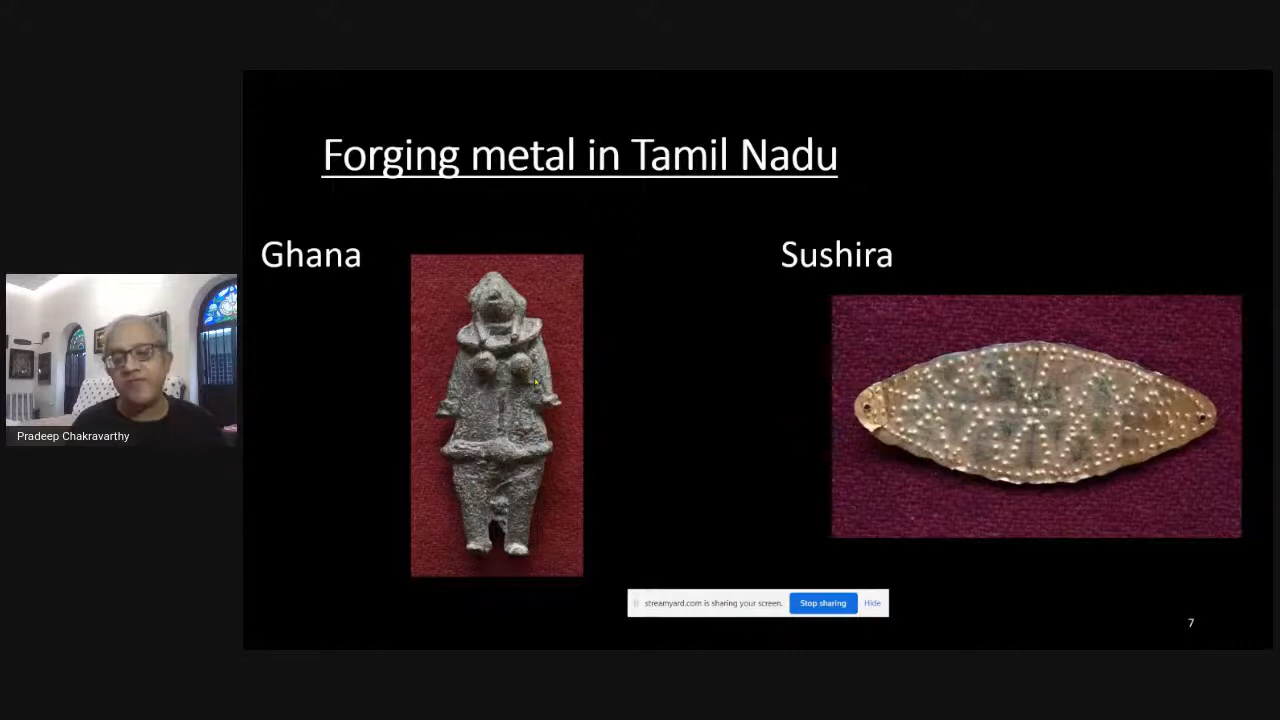 Forging metal in Tamil Nadu
Ghana
Sushira
Pradeep Chakravarthy
streamyard.com is sharing your screen. Stop sharing Hide
7